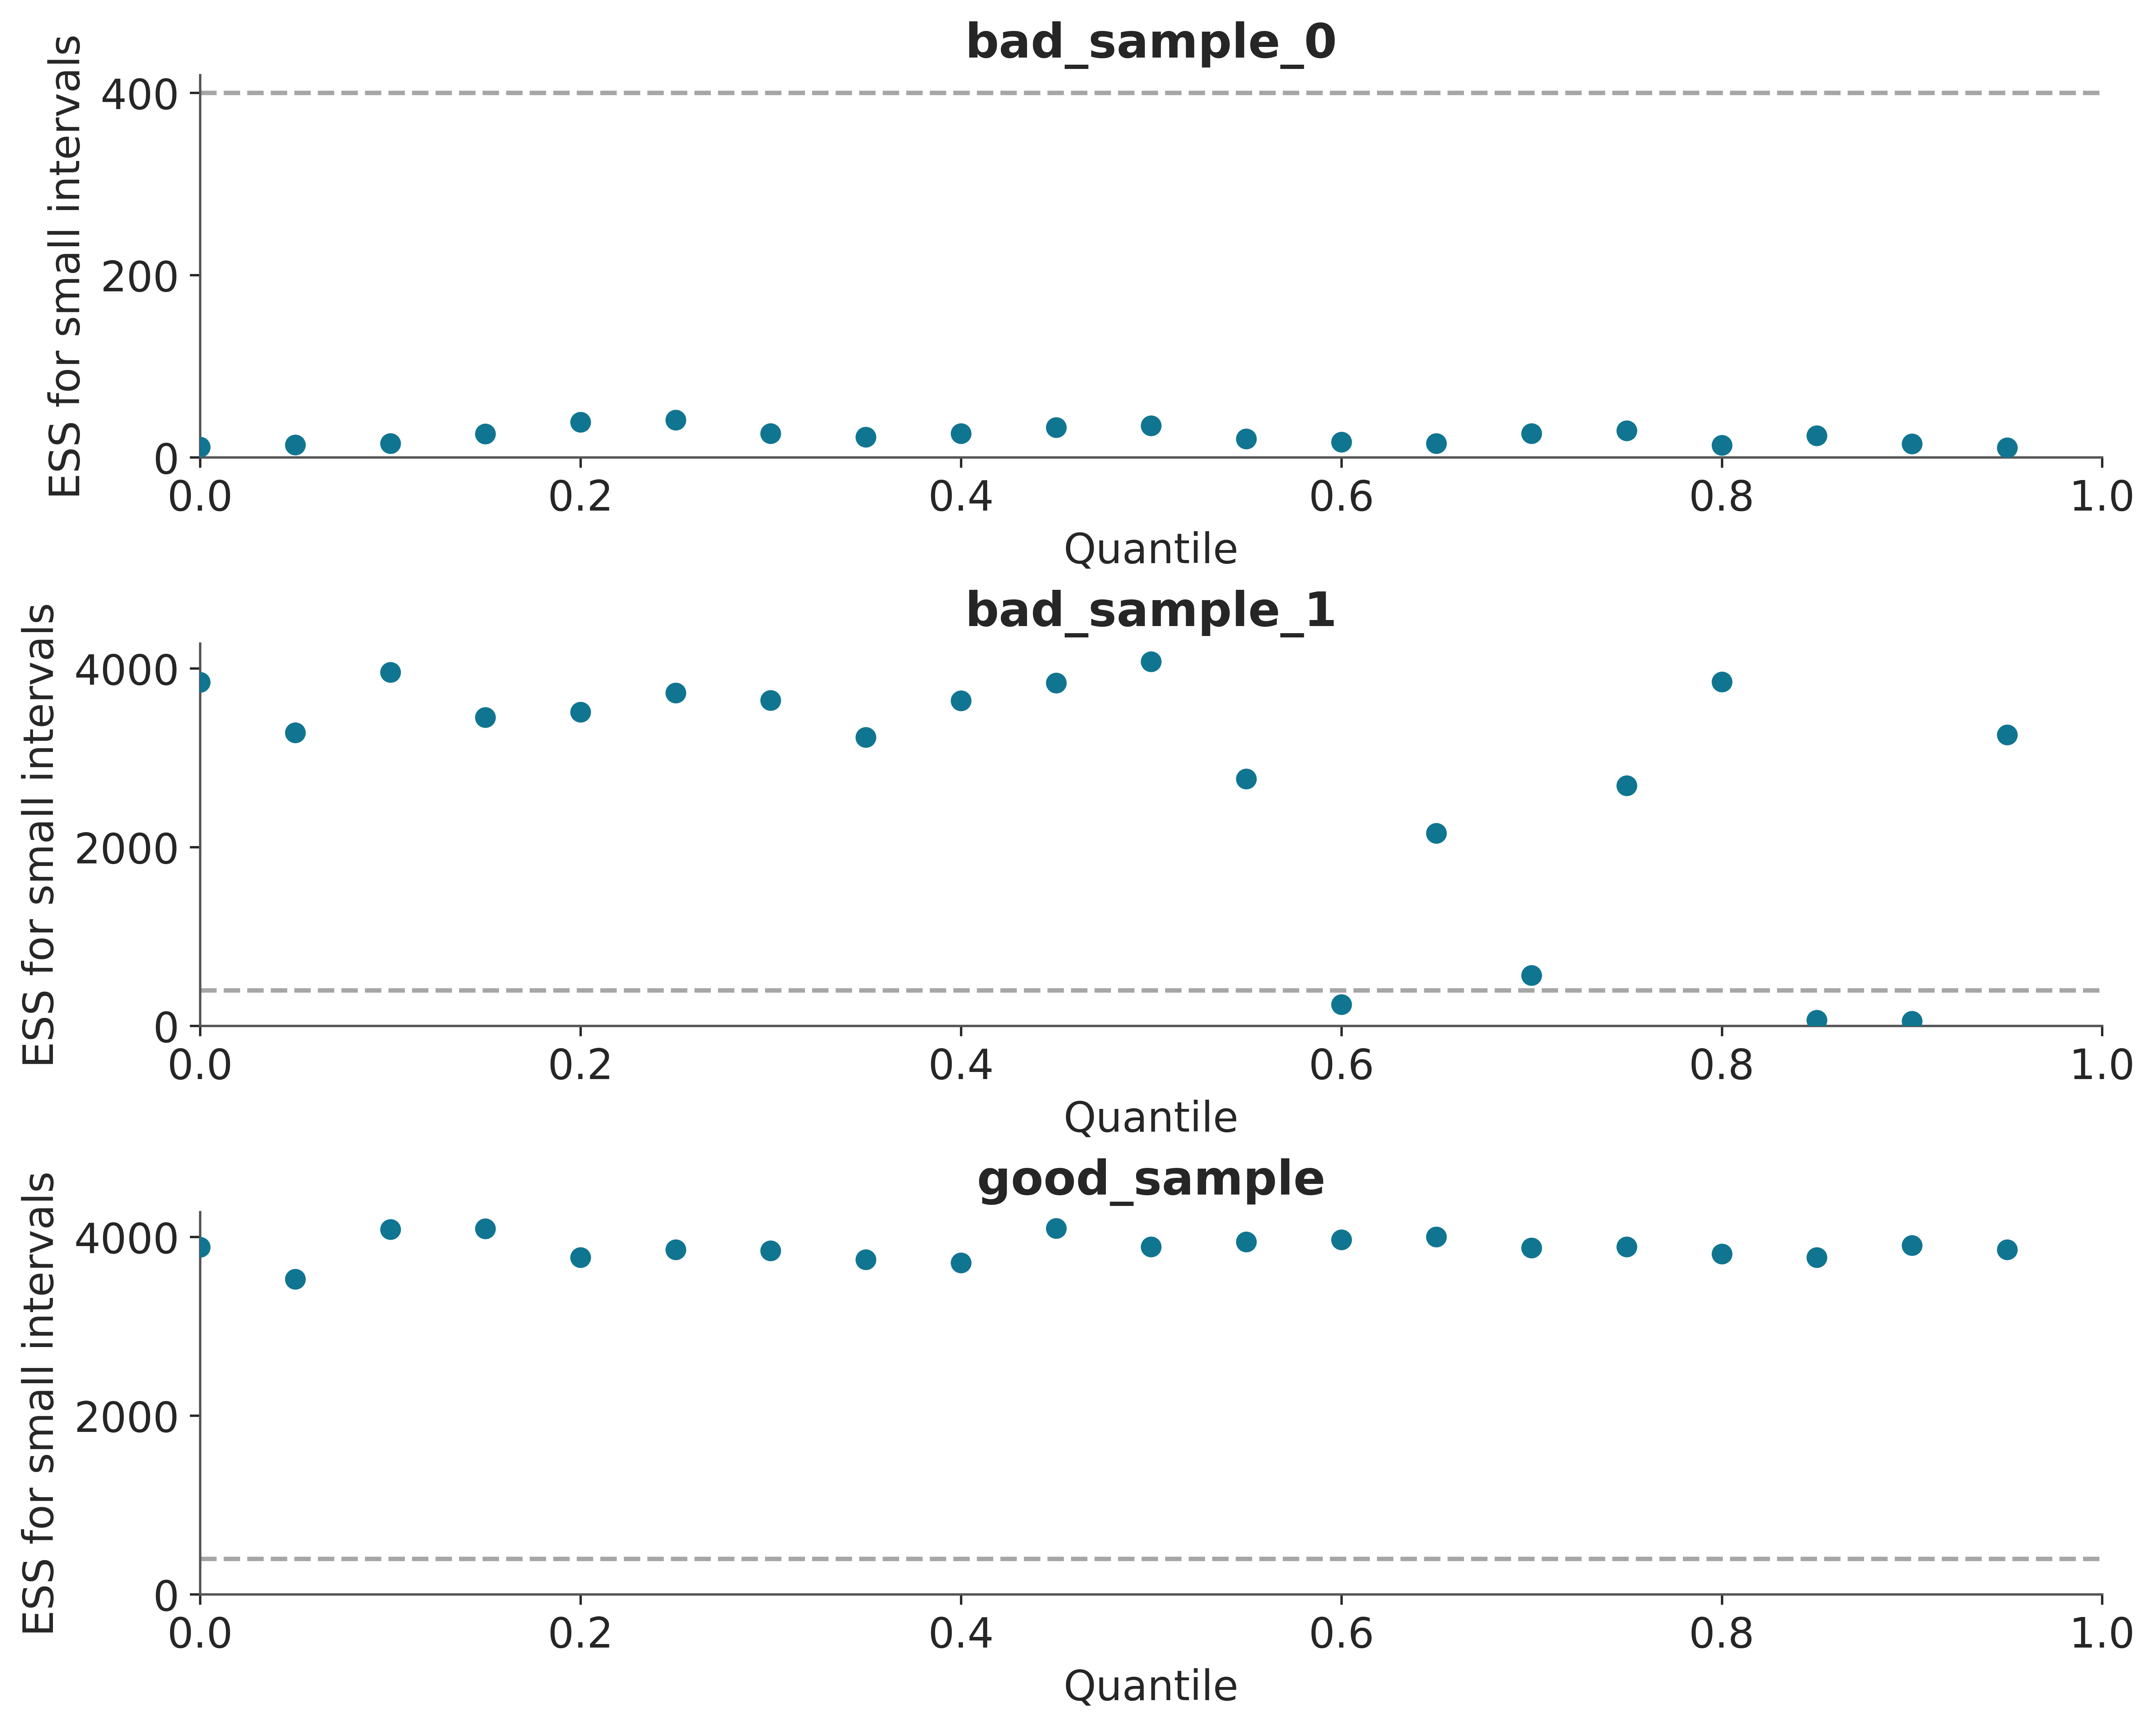 bad_sample_0
ESS for small intervals
400
200
0
0.0 0.2 0.4 0.6 0.8 1.0
Quantile
bad_sample_1
ESS for small intervals
4000
2000
0
0.0 0.2 0.4 0.6 0.8 1.0
Quantile
good_sample
ESS for small intervals
4000
2000
0
0.0 0.2 0.4 0.6 0.8 1.0
Quantile